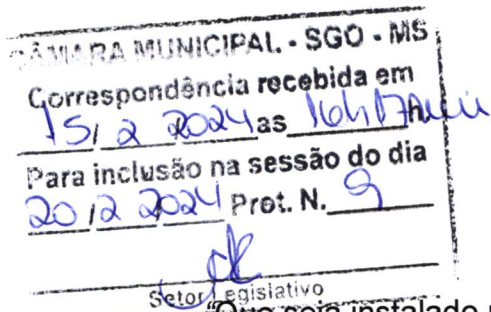 CÂMARA MUNICIPAL - SGO - MS
Correspondência recebida em
15/ 2 2024 as 16h17
Para inclusão na sessão do dia
20 /2 2024 Prot. N. 9
Setor Legislativo
"Que seja instalado